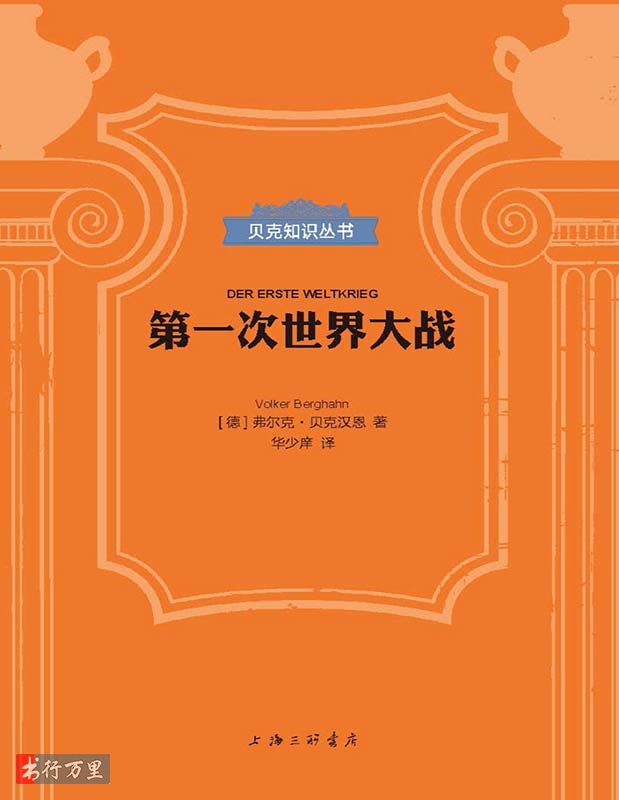 贝克知识丛书
DER ERSTE WELTKRIEG
第一次世界大战
Volker Berghahn
[德]弗尔克·贝克汉恩 著
华少庠 译
上海三联书店
书行万里